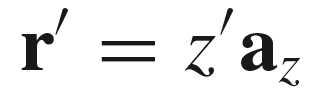 r′ = z′a_z